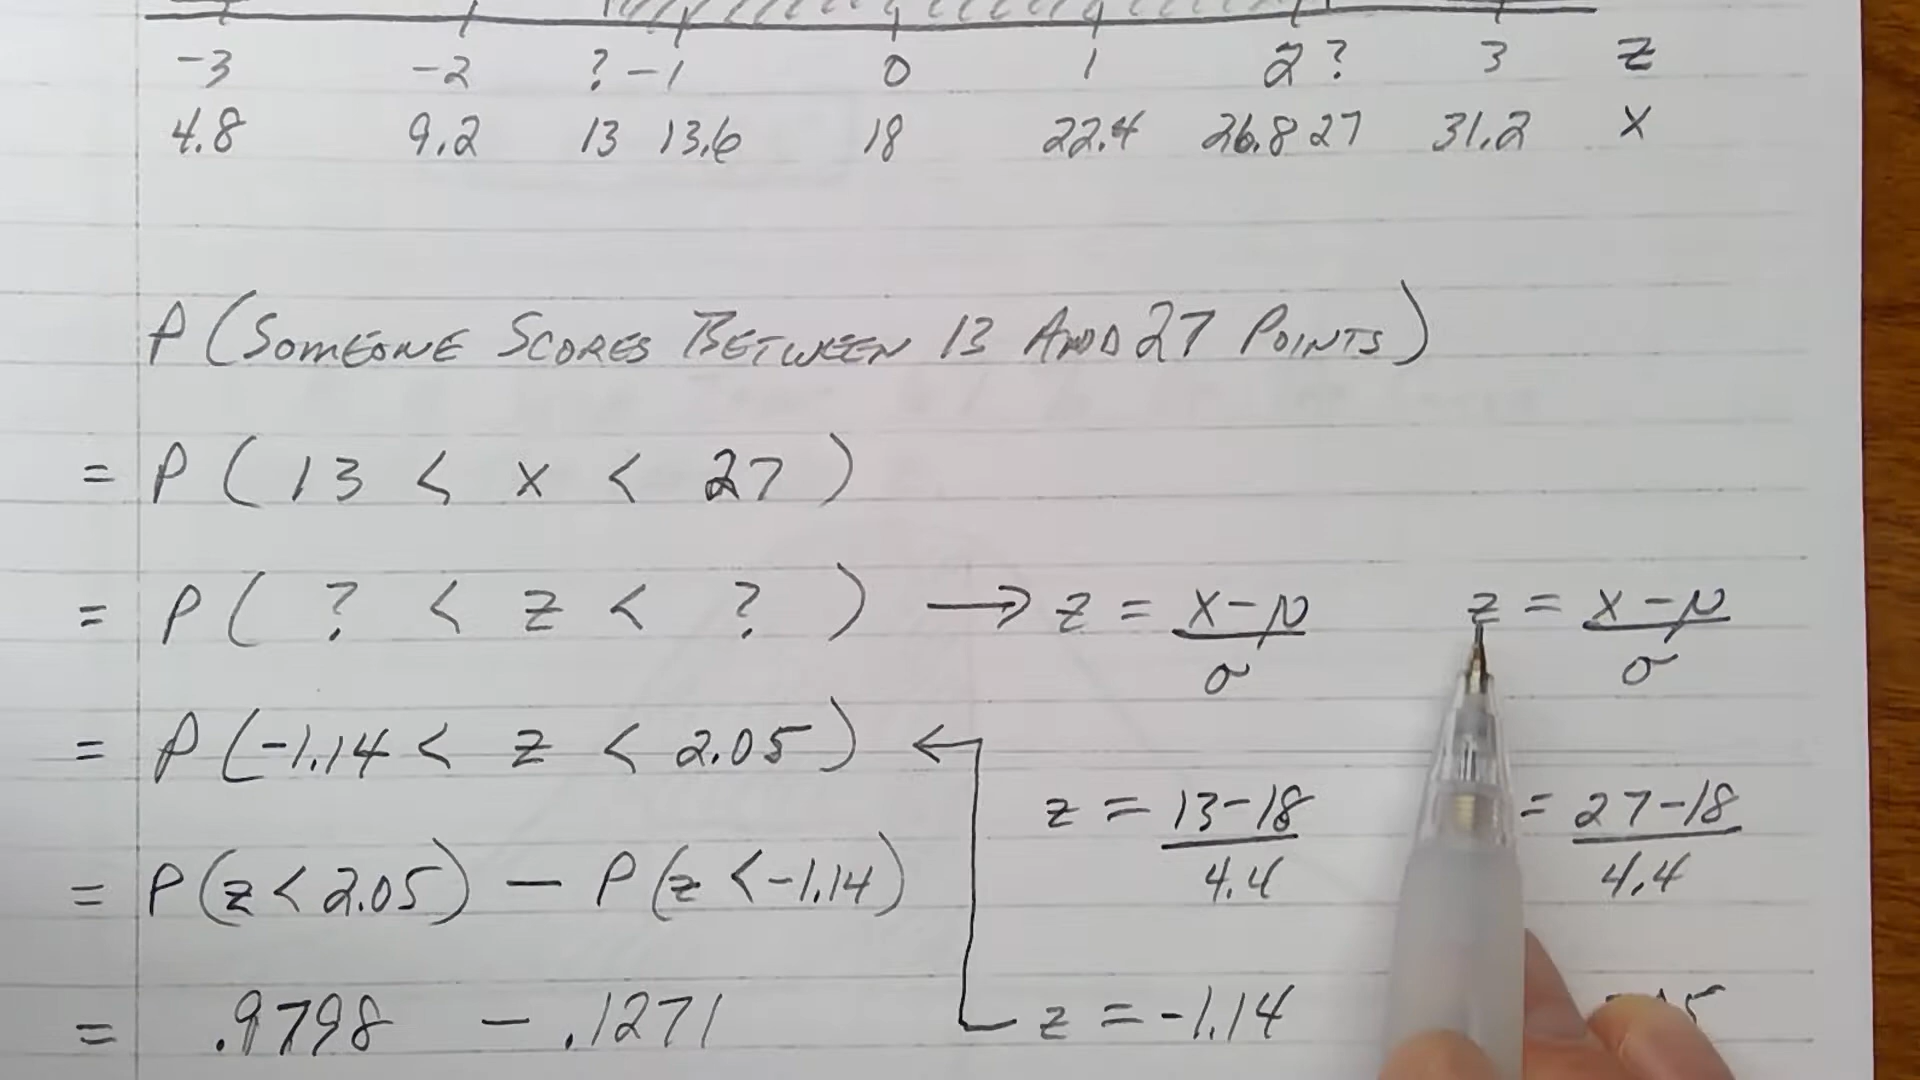 -3 -2 ? -1 0 1 2 ? 3 z
4.8 9.2 13 13.6 18 22.4 26.8 27 31.2 x
P(SOMEONE SCORES BETWEEN 13 AND 27 POINTS)
= P( 13 < x < 27 )
= P( ? < z < ? ) → z = x-μ/σ z = x-μ/σ
= P(-1.14 < z < 2.05) ←
z = 13-18/4.4 = 27-18/4.4
= P(z < 2.05) - P(z < -1.14)
= .9798 - .1271 z = -1.14